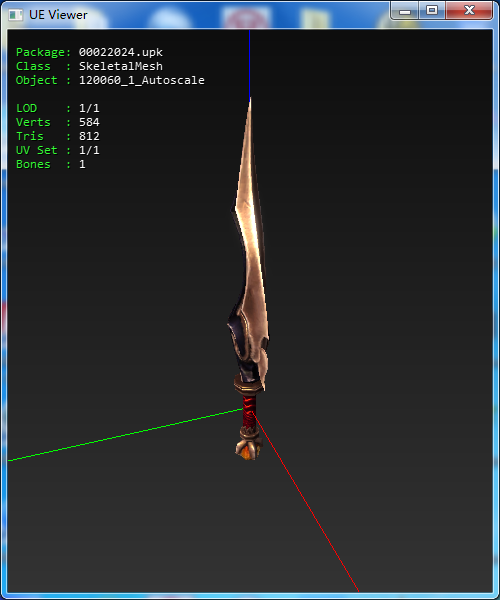 UE Viewer
Package: 00022024.upk
Class : SkeletalMesh
Object : 120060_1_Autoscale
LOD : 1/1
Verts : 584
Tris : 812
UV Set : 1/1
Bones : 1